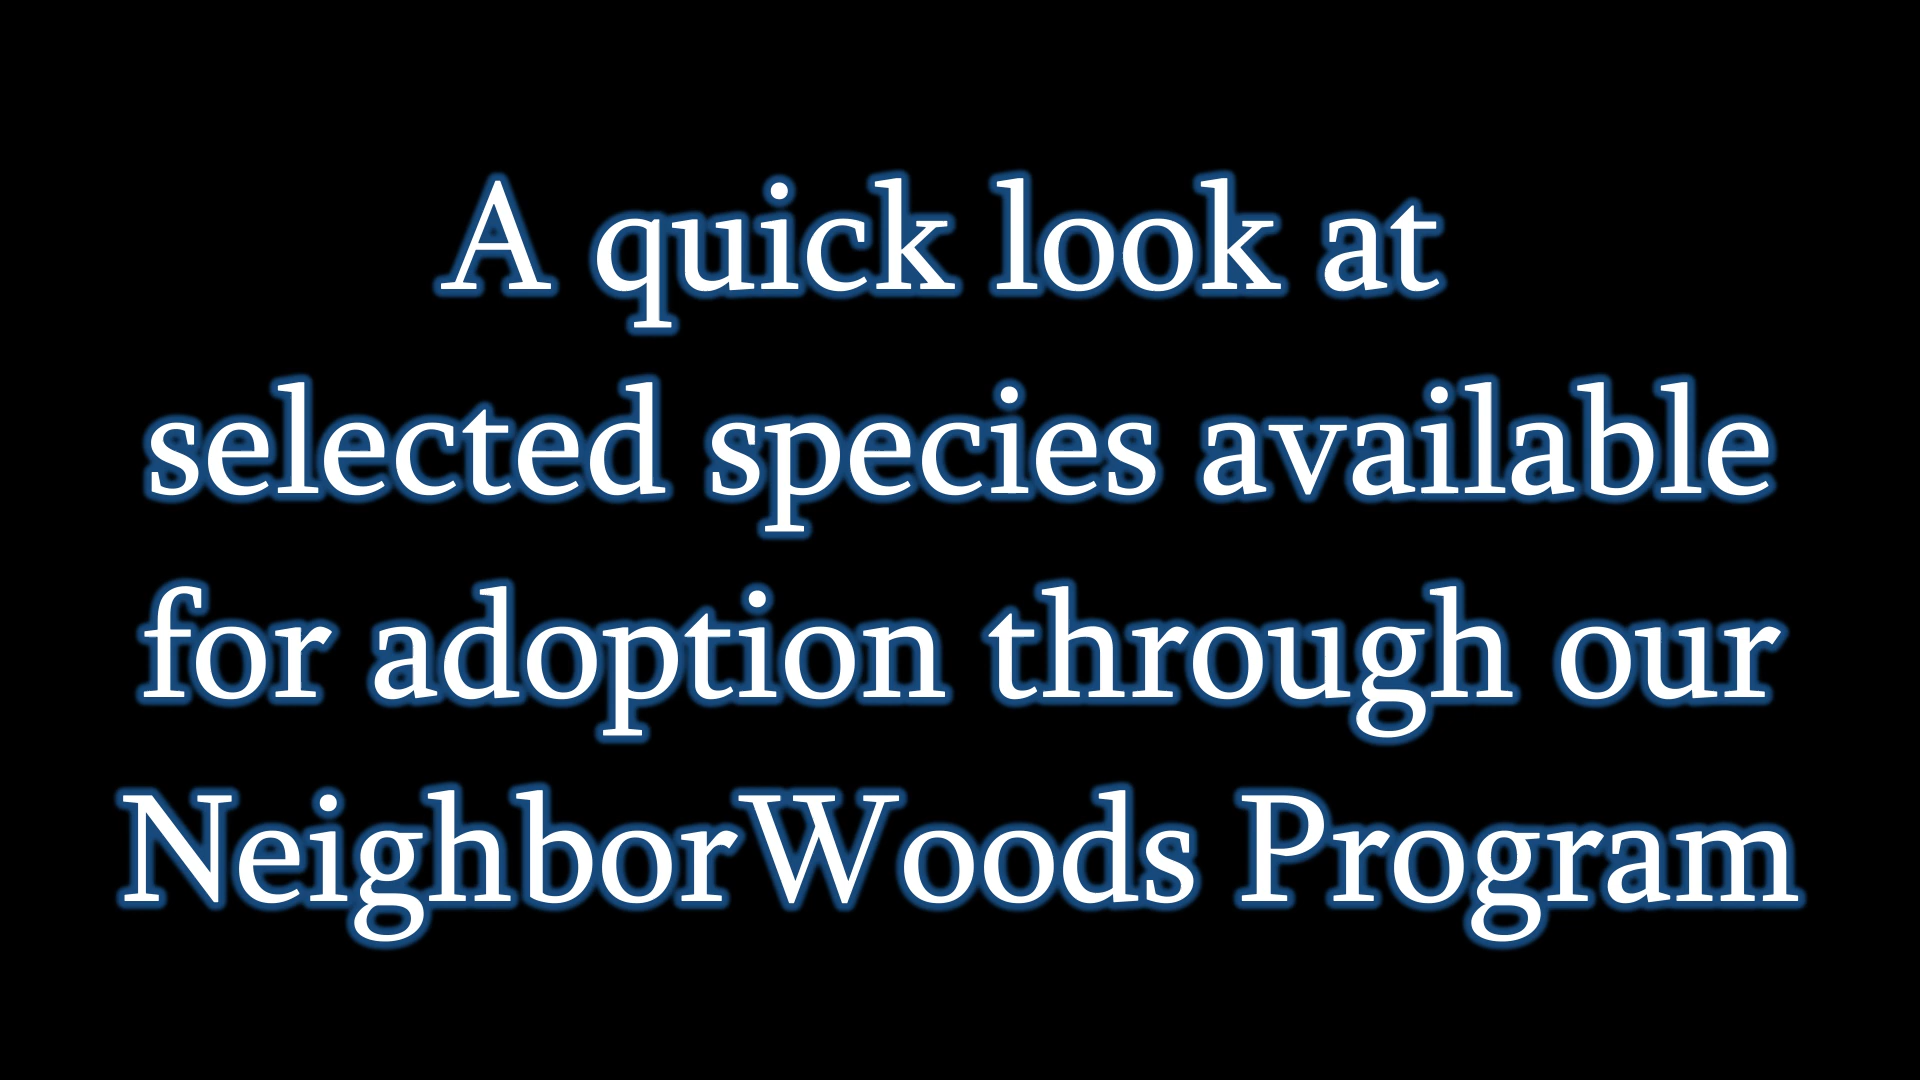 A quick look at
selected species available
for adoption through our
NeighborWoods Program